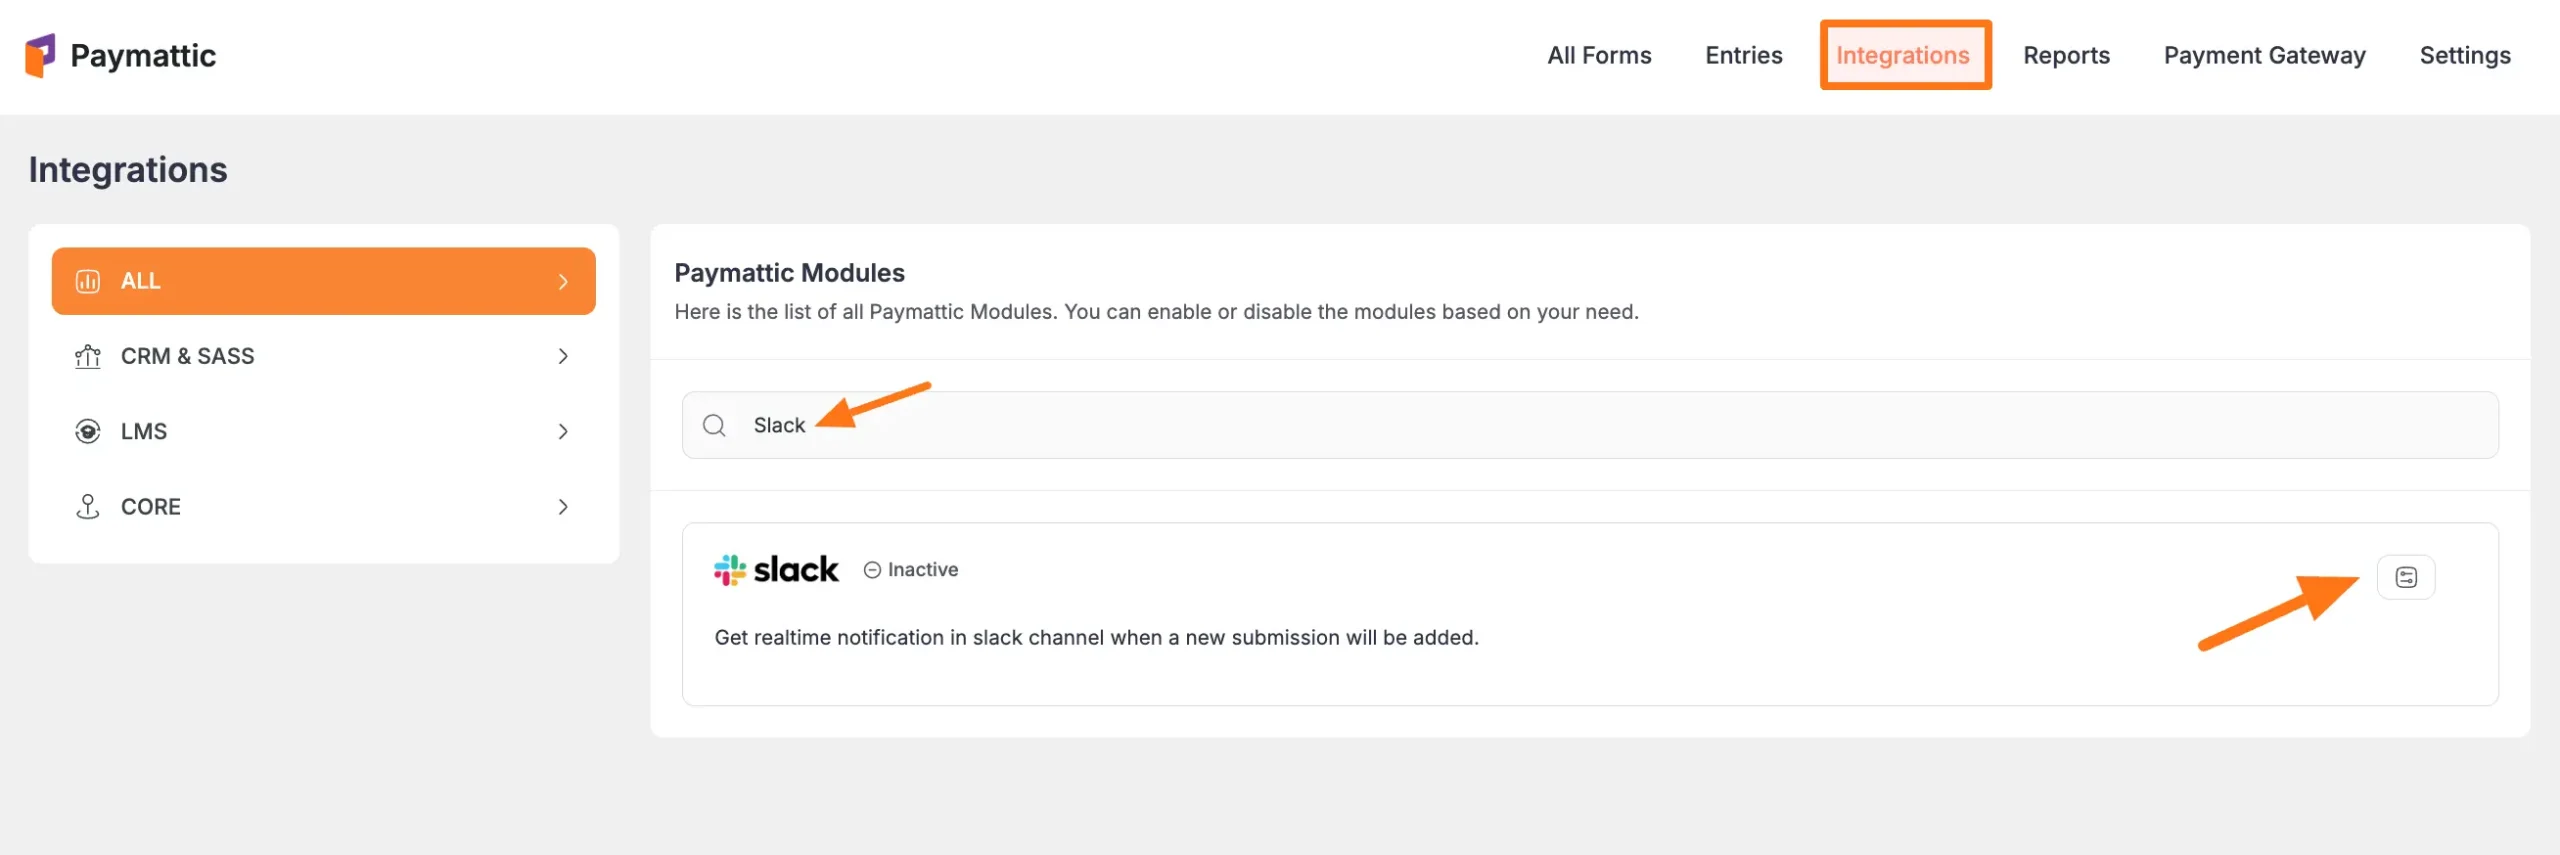 Paymattic
All Forms
Entries
Integrations
Reports
Payment Gateway
Settings
Integrations
ALL
CRM & SASS
LMS
CORE
Paymattic Modules
Here is the list of all Paymattic Modules. You can enable or disable the modules based on your need.
Slack
slack
Inactive
Get realtime notification in slack channel when a new submission will be added.